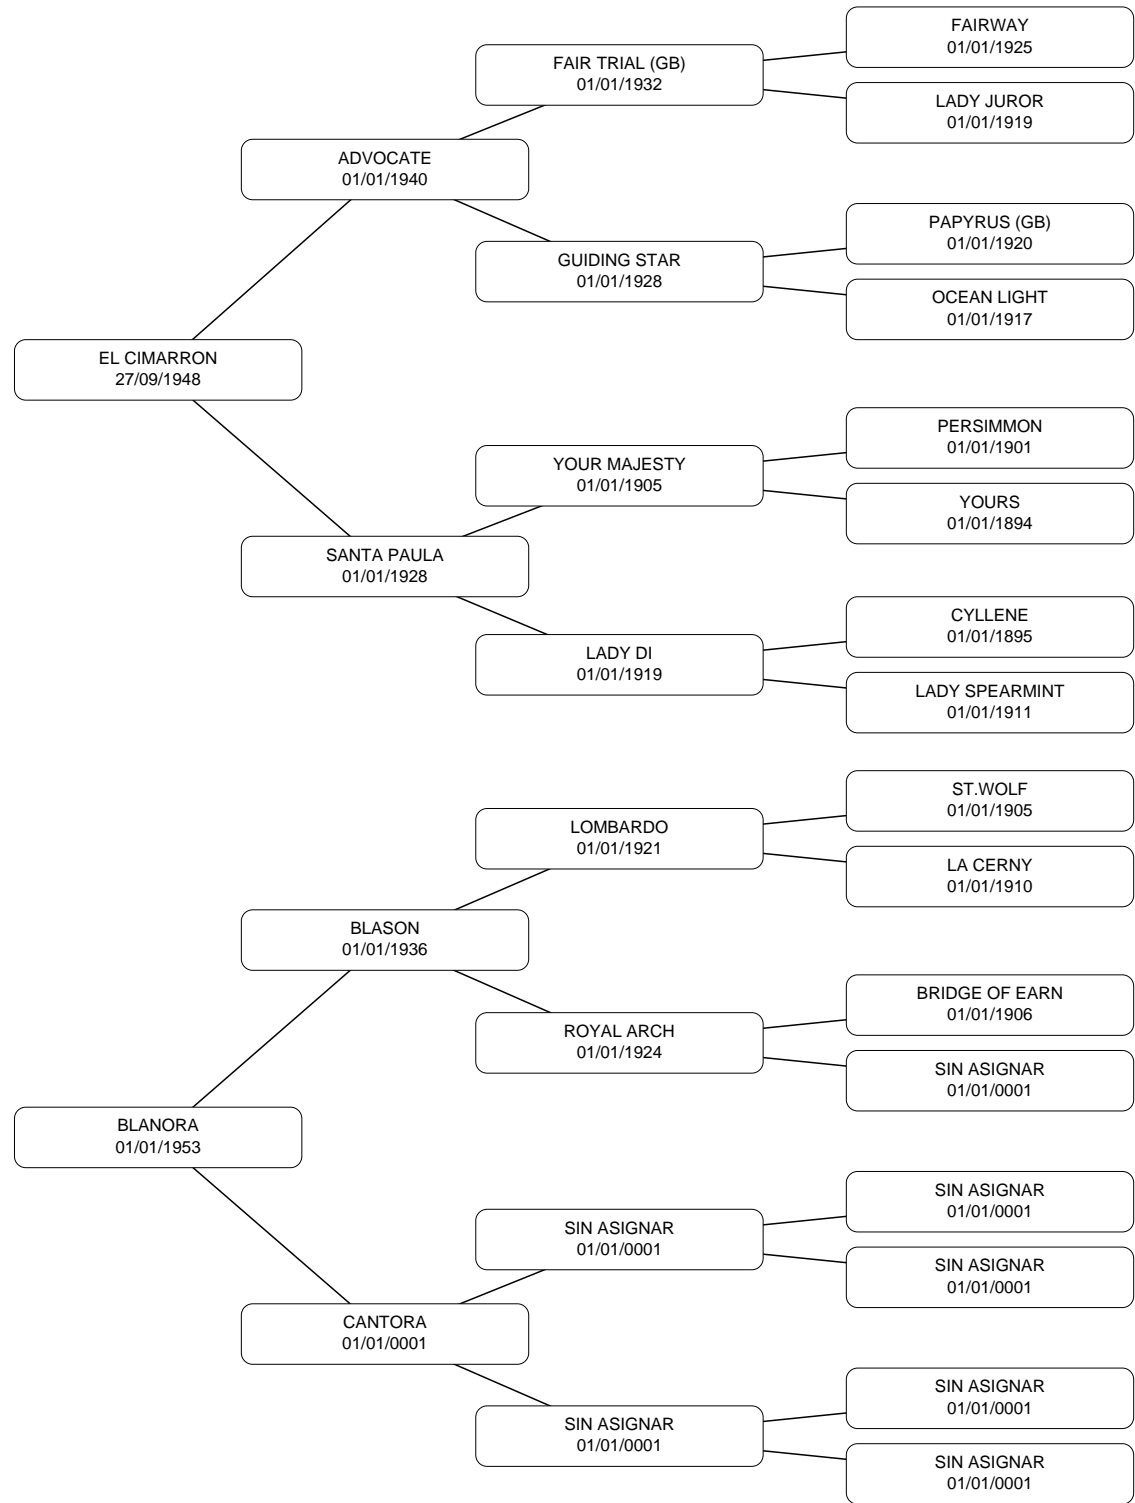 FAIRWAY
01/01/1925
FAIR TRIAL (GB)
01/01/1932
LADY JUROR
01/01/1919
ADVOCATE
01/01/1940
PAPYRUS (GB)
01/01/1920
GUIDING STAR
01/01/1928
OCEAN LIGHT
01/01/1917
EL CIMARRON
27/09/1948
PERSIMMON
01/01/1901
YOUR MAJESTY
01/01/1905
YOURS
01/01/1894
SANTA PAULA
01/01/1928
CYLLENE
01/01/1895
LADY DI
01/01/1919
LADY SPEARMINT
01/01/1911
ST.WOLF
01/01/1905
LOMBARDO
01/01/1921
LA CERNY
01/01/1910
BLASON
01/01/1936
BRIDGE OF EARN
01/01/1906
ROYAL ARCH
01/01/1924
SIN ASIGNAR
01/01/0001
BLANORA
01/01/1953
SIN ASIGNAR
01/01/0001
SIN ASIGNAR
01/01/0001
SIN ASIGNAR
01/01/0001
CANTORA
01/01/0001
SIN ASIGNAR
01/01/0001
SIN ASIGNAR
01/01/0001
SIN ASIGNAR
01/01/0001